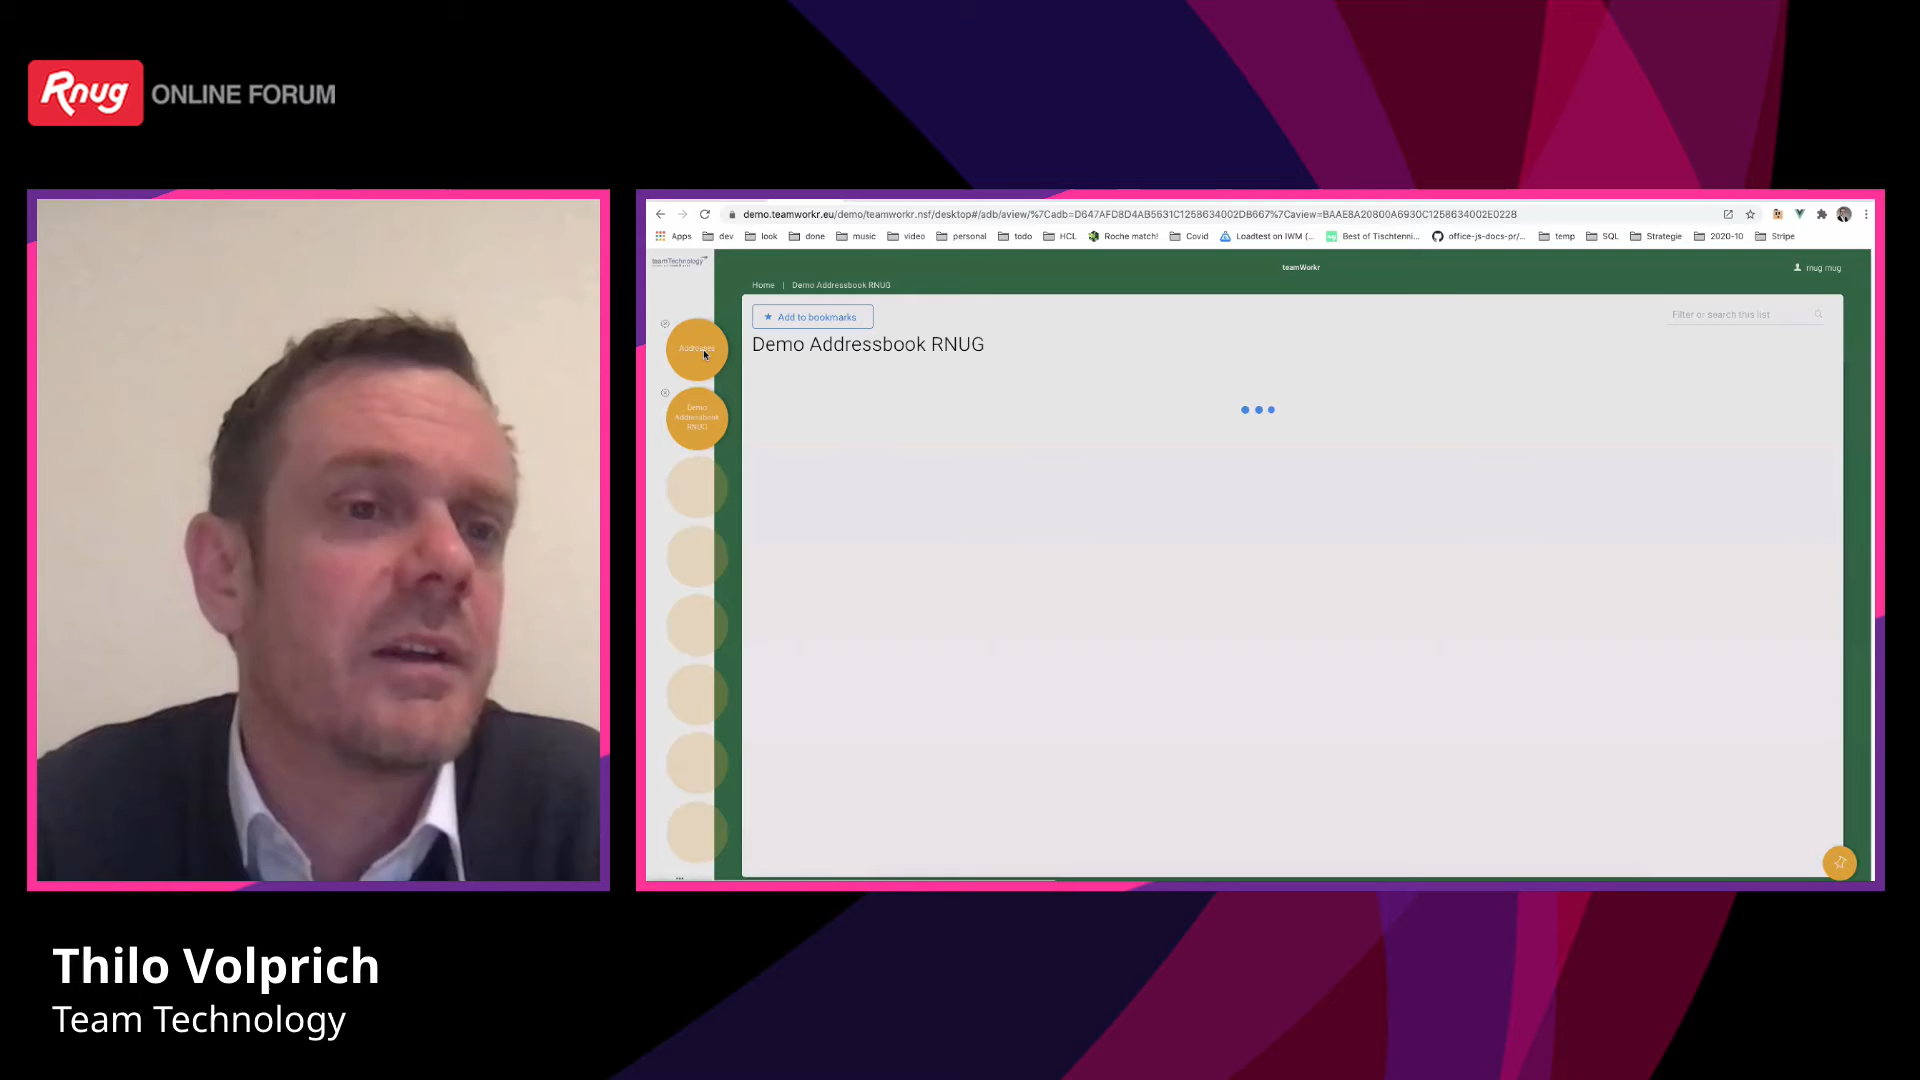 Rnug ONLINE FORUM
demo.teamworkr.eu/demo/teamworkr.nsf/desktop#/adb/aview/%7Cadb=D647AFD8D4AB5631C1258634002DB667%7Caview=BAAE8A20800A6930C1258634002E0228
Apps dev look done music video personal todo HCL Roche match! Covid Loadtest on IWM (... Best of Tischtenni... office-js-docs-pr/... temp SQL Strategie 2020-10 Stripe
teamTechnology
teamWorkr
rnug rnug
Home | Demo Addressbook RNUG
Add to bookmarks
Filter or search this list
Demo Addressbook RNUG
Addresses
Demo
Addressbook
RNUG
Thilo Volprich
Team Technology